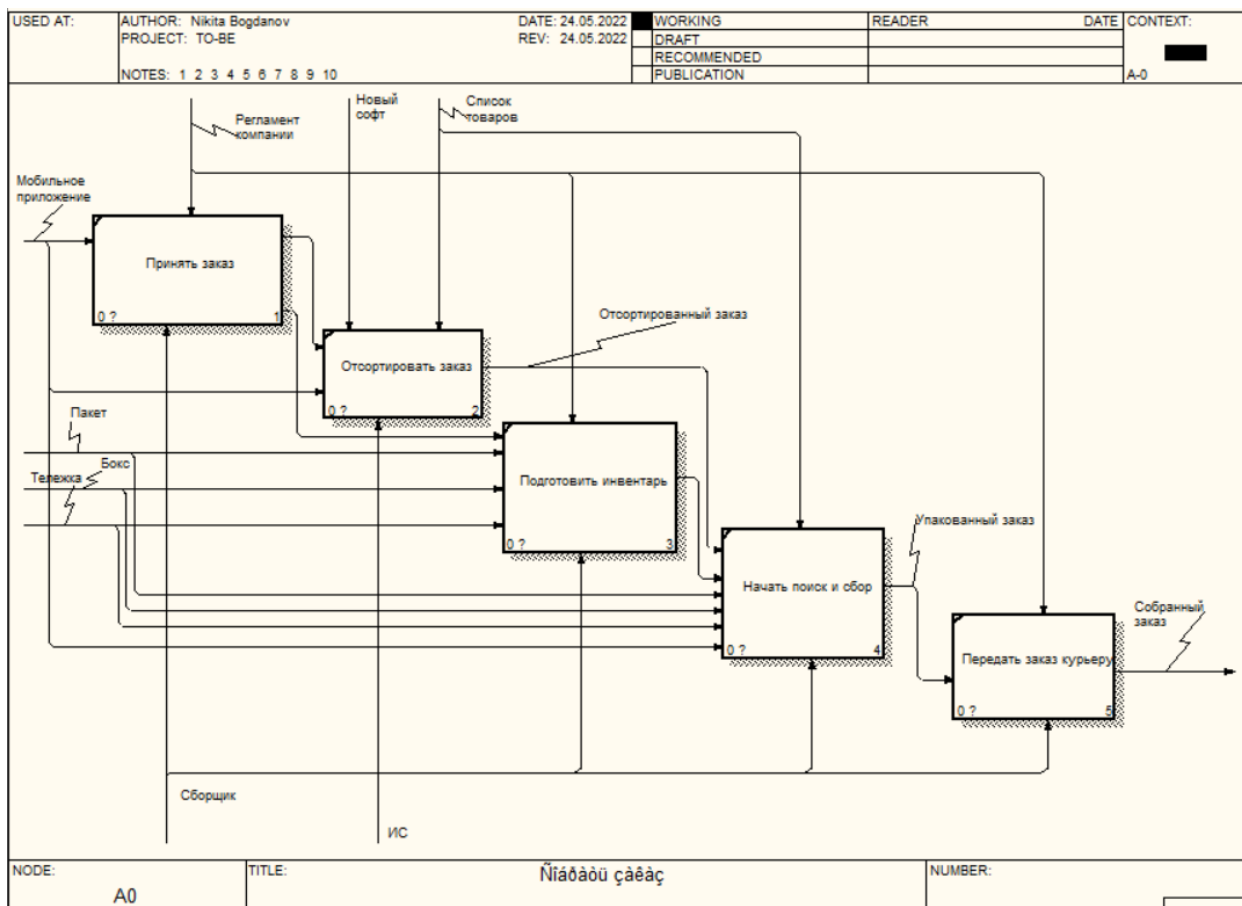 USED AT:
AUTHOR: Nikita Bogdanov
DATE: 24.05.2022
WORKING
READER
DATE
CONTEXT:
PROJECT: TO-BE
REV: 24.05.2022
DRAFT
RECOMMENDED
NOTES: 1 2 3 4 5 6 7 8 9 10
PUBLICATION
A-0
Регламент
компании
Новый
софт
Список
товаров
Мобильное
приложение
Принять заказ
0 ?
1
Отсортированный заказ
Отсортировать заказ
0 ?
2
Пакет
Бокс
Тележка
Подготовить инвентарь
0 ?
3
Упакованный заказ
Начать поиск и сбор
0 ?
4
Собранный
заказ
Передать заказ курьеру
0 ?
5
Сборщик
ИС
NODE:
TITLE:
Ñîáðàòü çàêàç
NUMBER:
A0